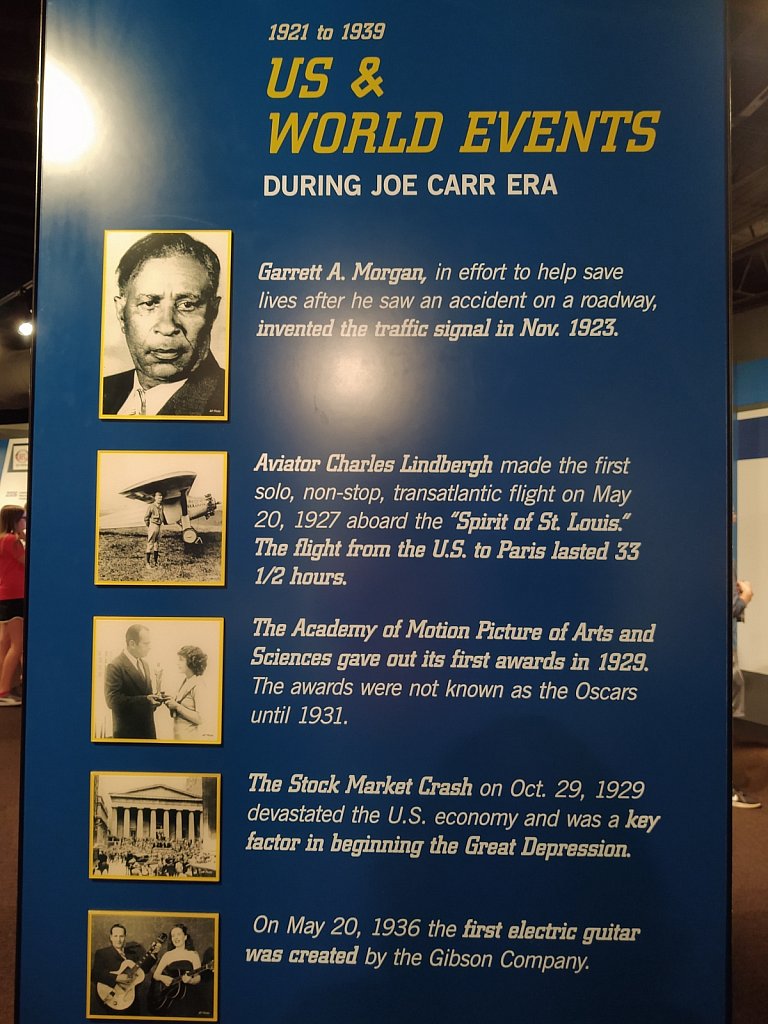 1921 to 1939
US &
WORLD EVENTS
DURING JOE CARR ERA
Garrett A. Morgan, in effort to help save
lives after he saw an accident on a roadway,
invented the traffic signal in Nov. 1923.
Aviator Charles Lindbergh made the first
solo, non-stop, transatlantic flight on May
20, 1927 aboard the "Spirit of St. Louis."
The flight from the U.S. to Paris lasted 33
1/2 hours.
The Academy of Motion Picture of Arts and
Sciences gave out its first awards in 1929.
The awards were not known as the Oscars
until 1931.
The Stock Market Crash on Oct. 29, 1929
devastated the U.S. economy and was a key
factor in beginning the Great Depression.
On May 20, 1936 the first electric guitar
was created by the Gibson Company.